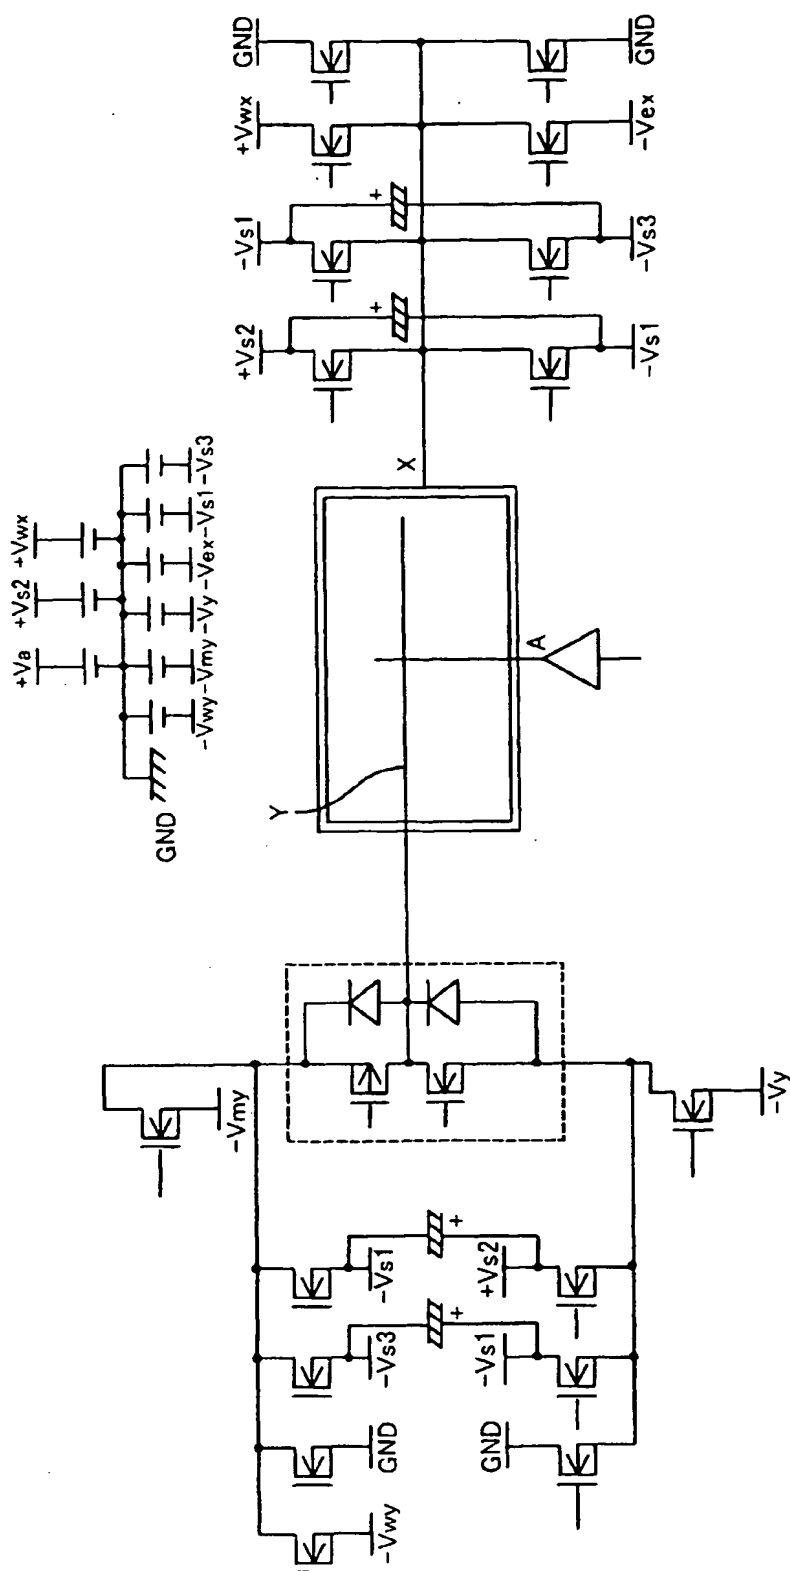 +Va
+Vs2
+Vwx
GND
-Vwy
-Vmy
-Vy
-Vex
-Vs1
-Vs3
+Vs2
-Vs1
+Vwx
GND
+
+
-Vs1
-Vs3
-Vex
GND
X
Y
A
-Vmy
-Vwy
GND
-Vs3
-Vs1
+
+
GND
-Vs1
+Vs2
-Vy